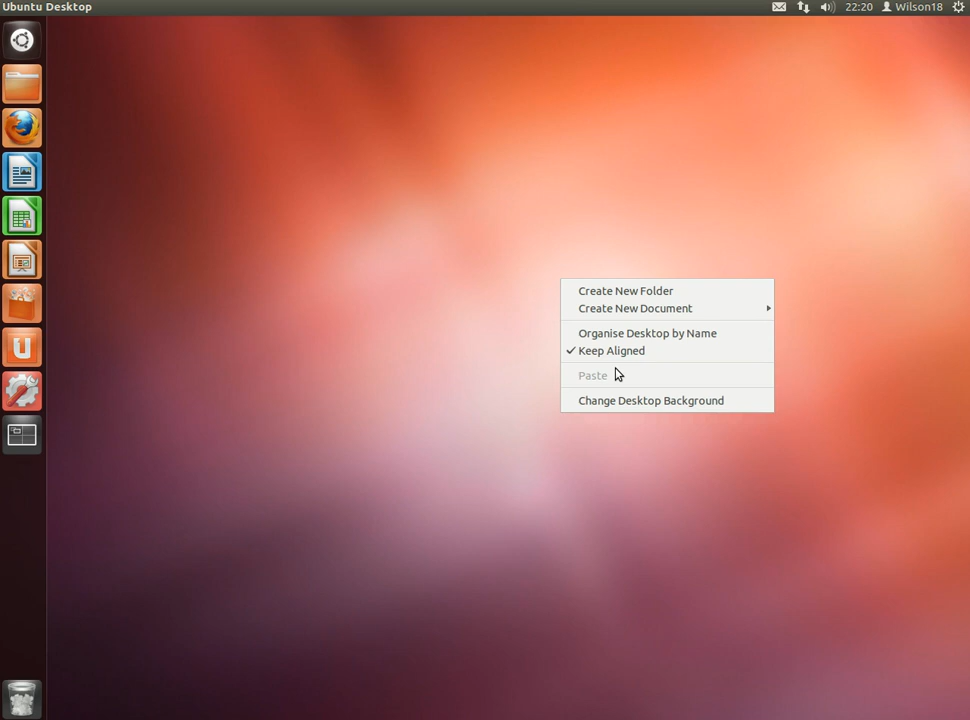 Ubuntu Desktop
22:20 Wilson18
Create New Folder
Create New Document
Organise Desktop by Name
Keep Aligned
Paste
Change Desktop Background